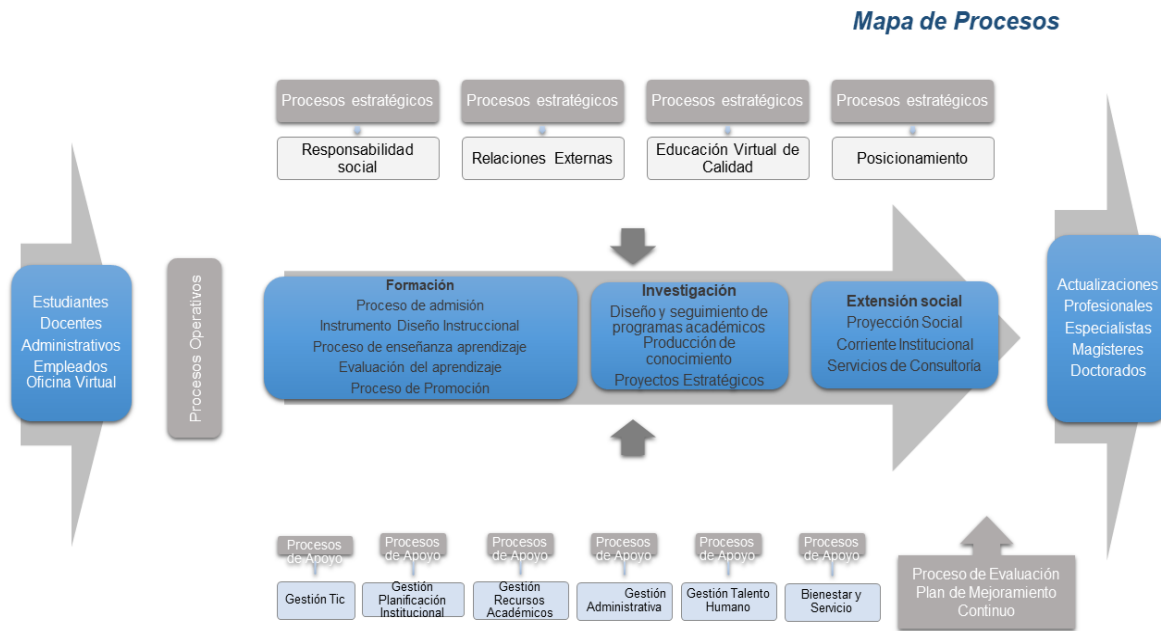 Mapa de Procesos
Procesos estratégicos
Procesos estratégicos
Procesos estratégicos
Procesos estratégicos
Responsabilidad
social
Relaciones Externas
Educación Virtual de
Calidad
Posicionamiento
Estudiantes
Docentes
Administrativos
Empleados
Oficina Virtual
Procesos Operativos
Formación
Proceso de admisión
Instrumento Diseño Instruccional
Proceso de enseñanza aprendizaje
Evaluación del aprendizaje
Proceso de Promoción
Investigación
Diseño y seguimiento de
programas académicos
Producción de
conocimiento
Proyectos Estratégicos
Extensión social
Proyección Social
Corriente Institucional
Servicios de Consultoría
Actualizaciones
Profesionales
Especialistas
Magísteres
Doctorados
Procesos
de Apoyo
Procesos
de Apoyo
Procesos
de Apoyo
Procesos
de Apoyo
Procesos
de Apoyo
Procesos
de Apoyo
Gestión Tic
Gestión
Planificación
Institucional
Gestión
Recursos
Académicos
Gestión
Administrativa
Gestión Talento
Humano
Bienestar y
Servicio
Proceso de Evaluación
Plan de Mejoramiento
Continuo